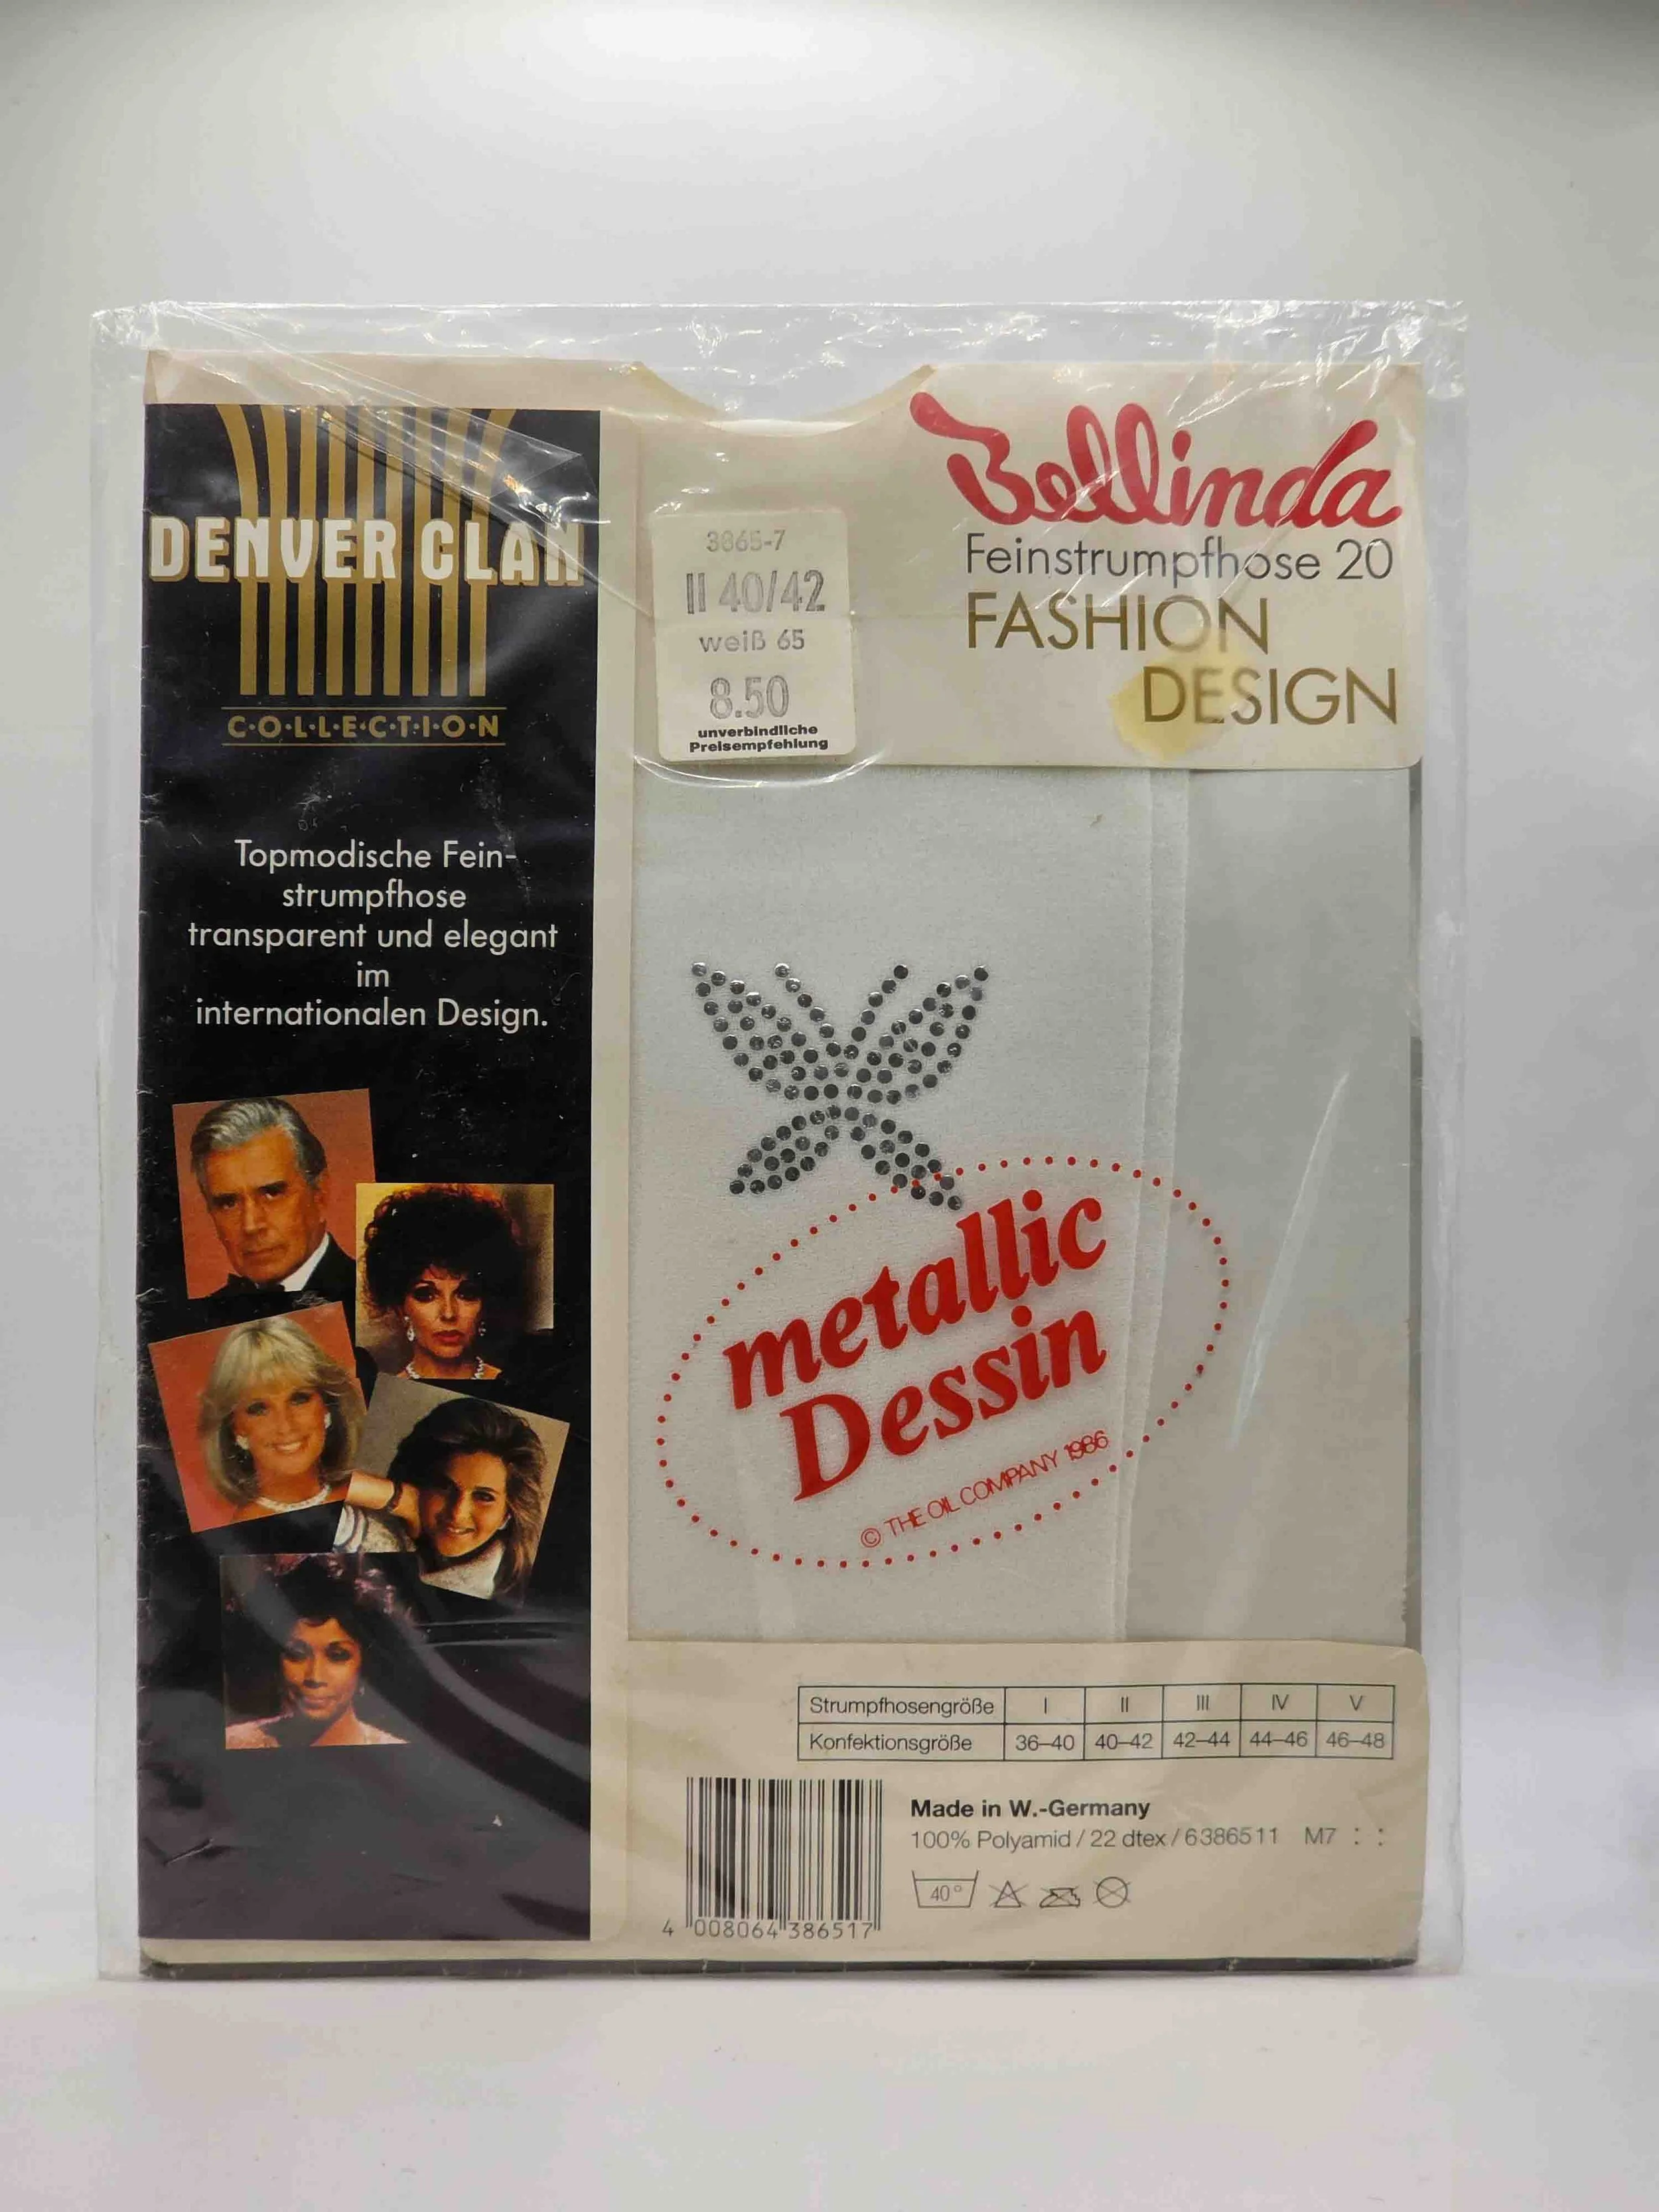 DENVER CLAN
C·O·L·L·E·C·T·I·O·N
Topmodische Fein-
strumpfhose
transparent und elegant
im
internationalen Design.
3865-7
II 40/42
weiß 65
8.50
unverbindliche
Preisempfehlung
Bellinda
Feinstrumpfhose 20
FASHION
DESIGN
metallic
Dessin
© THE OIL COMPANY 1986
Strumpfhosengröße I II III IV V
Konfektionsgröße 36–40 40–42 42–44 44–46 46–48
Made in W.-Germany
100% Polyamid / 22 dtex / 6386511 M7 : :
40°
4 008064 386517